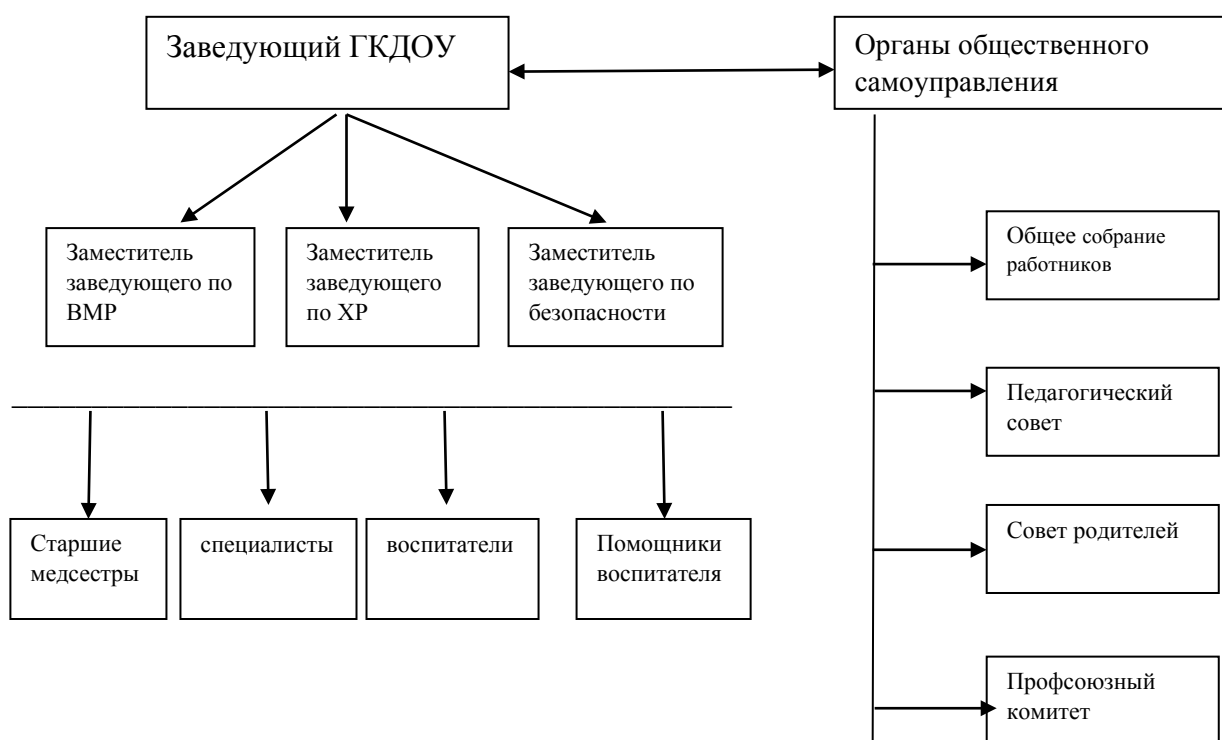 Заведующий ГКДОУ
Органы общественного
самоуправления
Заместитель
заведующего по
ВМР
Заместитель
заведующего
по ХР
Заместитель
заведующего по
безопасности
Общее собрание
работников
Педагогический
совет
Старшие
медсестры
специалисты
воспитатели
Помощники
воспитателя
Совет родителей
Профсоюзный
комитет